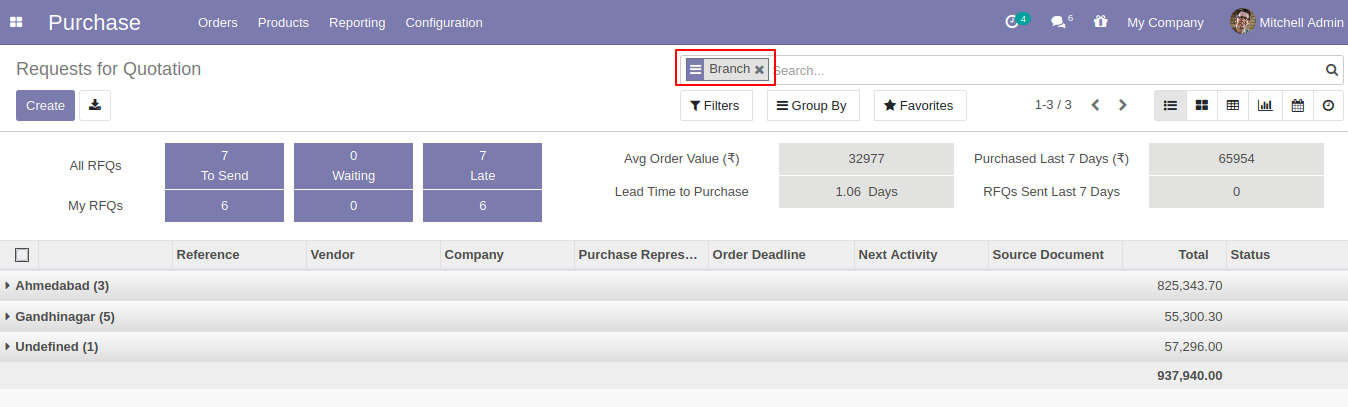 Purchase Orders Products Reporting Configuration 4 6 My Company Mitchell Admin
Requests for Quotation
Branch Search...
Create
Filters Group By Favorites 1-3 / 3
All RFQs
7 To Send
0 Waiting
7 Late
My RFQs 6 0 6
Avg Order Value (₹) 32977
Purchased Last 7 Days (₹) 65954
Lead Time to Purchase 1.06 Days
RFQs Sent Last 7 Days 0
Reference Vendor Company Purchase Repres... Order Deadline Next Activity Source Document Total Status
Ahmedabad (3) 825,343.70
Gandhinagar (5) 55,300.30
Undefined (1) 57,296.00
937,940.00